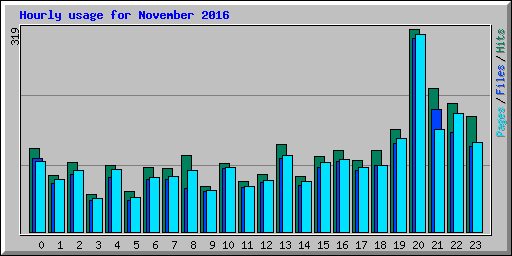 Hourly usage for November 2016
319
Pages/Files/Hits
0 1 2 3 4 5 6 7 8 9 10 11 12 13 14 15 16 17 18 19 20 21 22 23